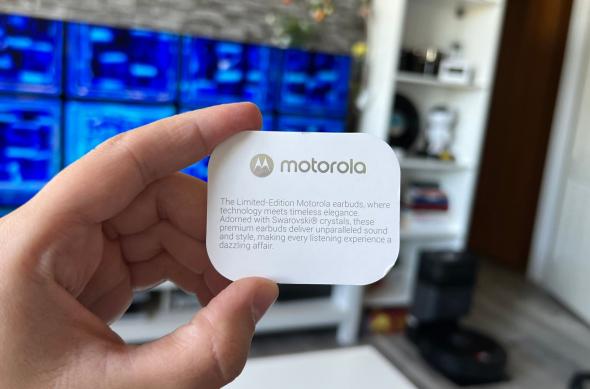 motorola
The Limited-Edition Motorola earbuds, where
technology meets timeless elegance.
Adorned with Swarovski® crystals, these
premium earbuds deliver unparalleled sound
and style, making every listening experience a
dazzling affair.